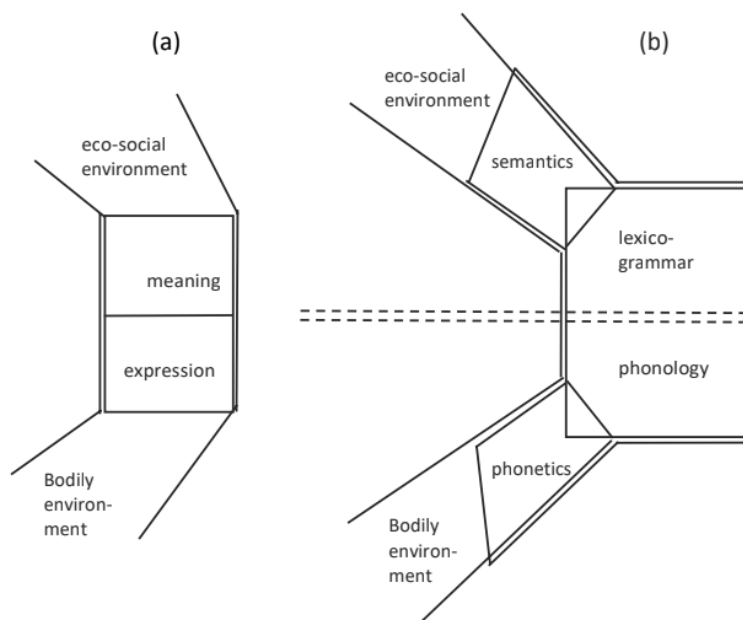 (a)
eco-social
environment
meaning
expression
Bodily
environ-
ment
(b)
eco-social
environment
semantics
lexico-
grammar
phonology
phonetics
Bodily
environ-
ment